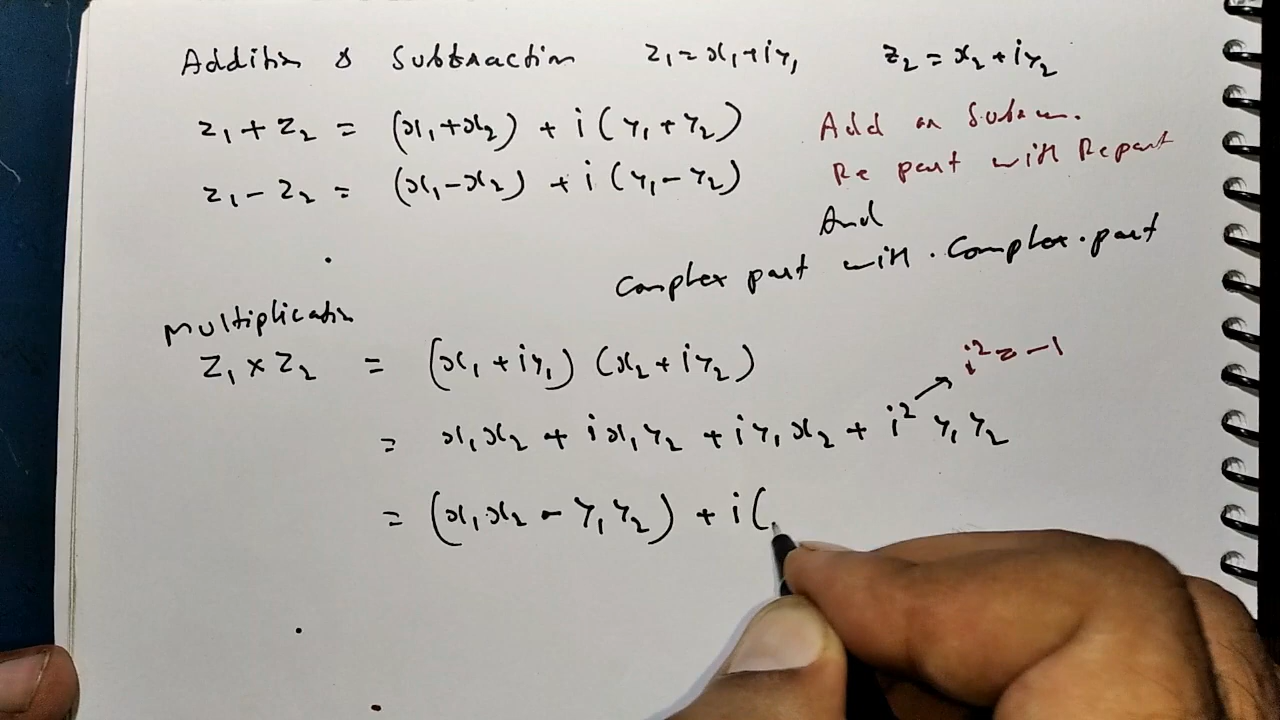 Addition & Subtraction z₁ = x₁+iy₁ z₂ = x₂+iy₂
z₁ + z₂ = (x₁+x₂) + i(y₁+y₂) Add or Subtr.
z₁ - z₂ = (x₁-x₂) + i(y₁-y₂) Re part with Re part
And
Complex part with. Complex. part
Multiplication
z₁ × z₂ = (x₁+iy₁) (x₂+iy₂) i² = -1
= x₁x₂ + ix₁y₂ + iy₁x₂ + i² y₁y₂
= (x₁x₂ - y₁y₂) + i(